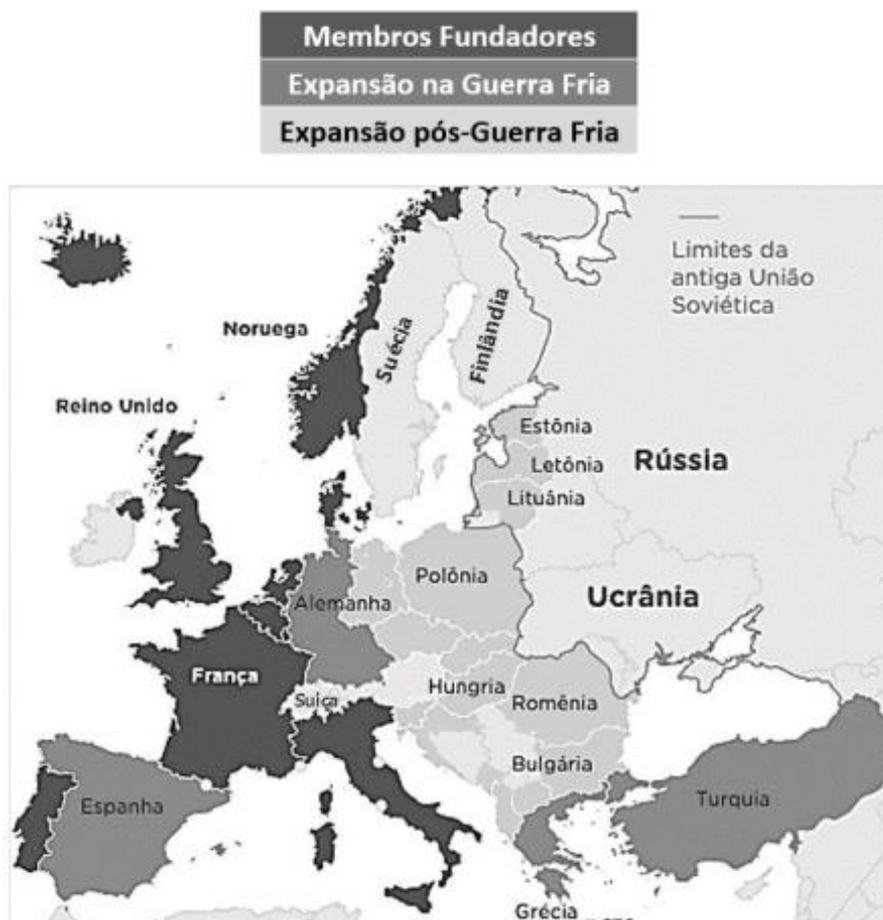 Membros Fundadores
Expansão na Guerra Fria
Expansão pós-Guerra Fria
Limites da
antiga União
Soviética
Noruega
Suécia
Finlândia
Reino Unido
Estônia
Letônia
Lituânia
Rússia
Polônia
Alemanha
Ucrânia
França
Suiça
Hungria
Romênia
Bulgária
Espanha
Turquia
Grécia